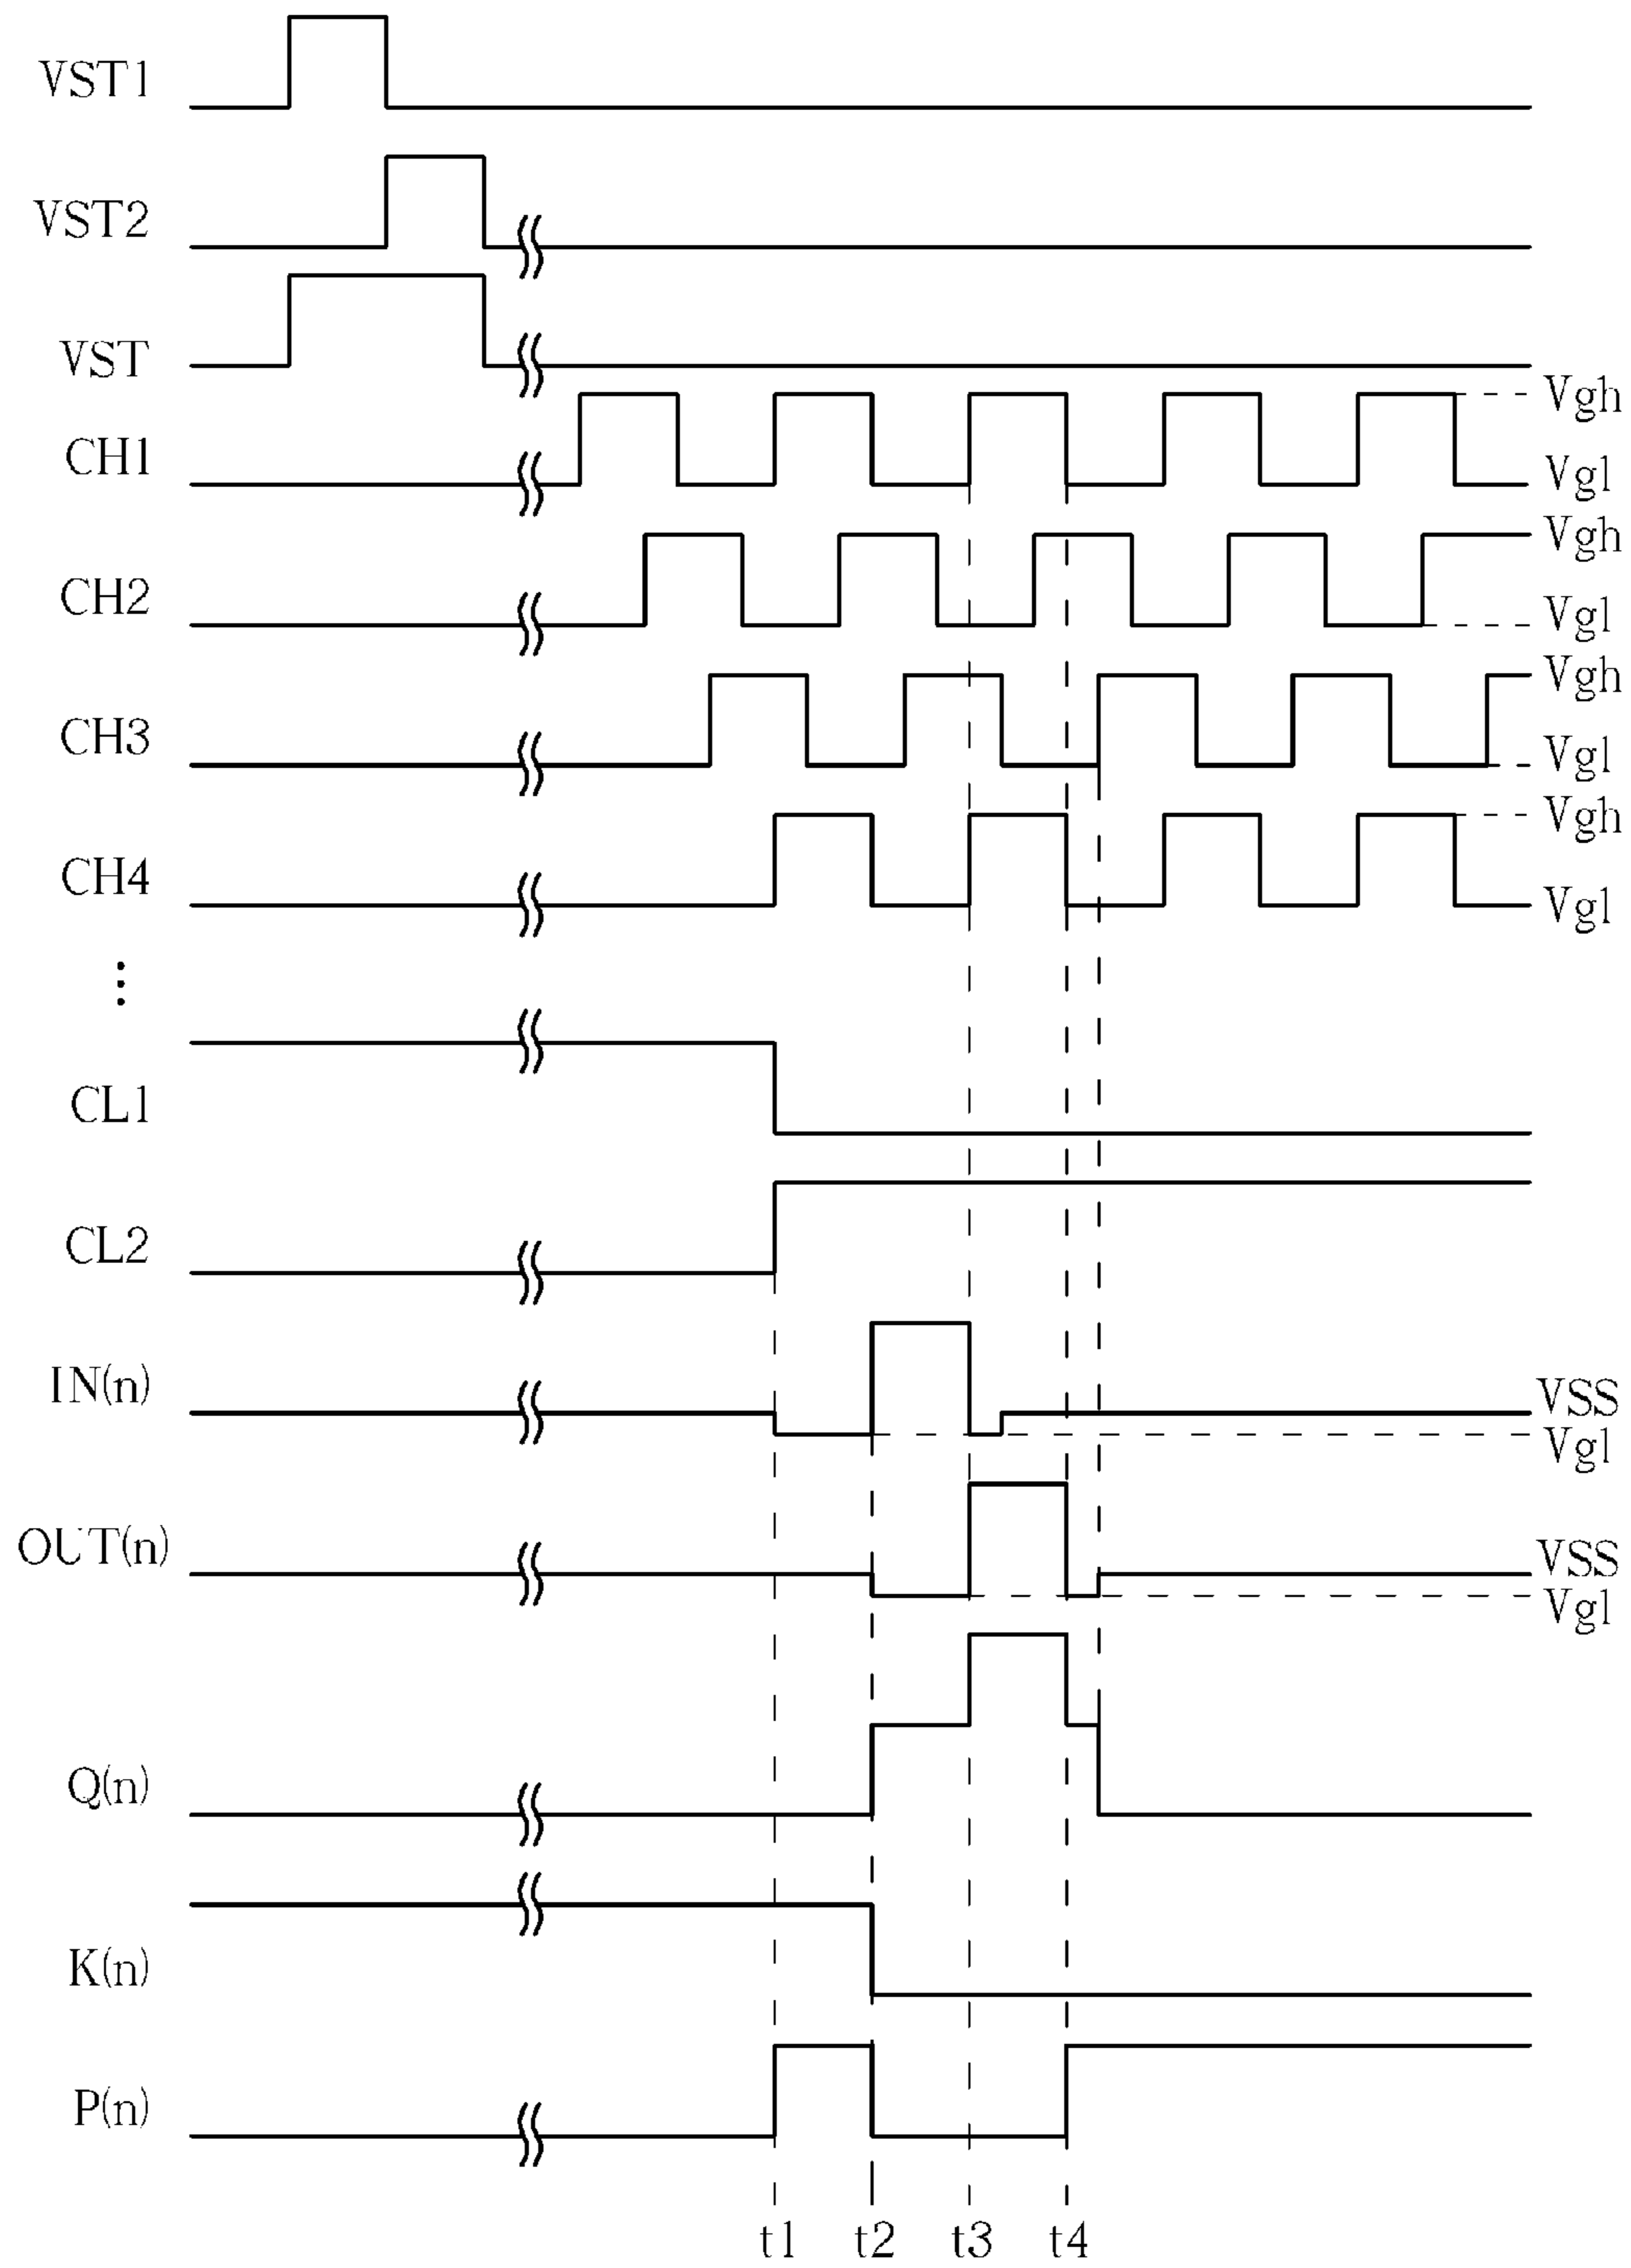 VST1
VST2
VST
Vgh
CH1
Vgl
Vgh
CH2
Vgl
Vgh
CH3
Vgl
Vgh
CH4
Vgl
⋮
CL1
CL2
IN(n)
VSS
Vgl
OUT(n)
VSS
Vgl
Q(n)
K(n)
P(n)
t1 t2 t3 t4